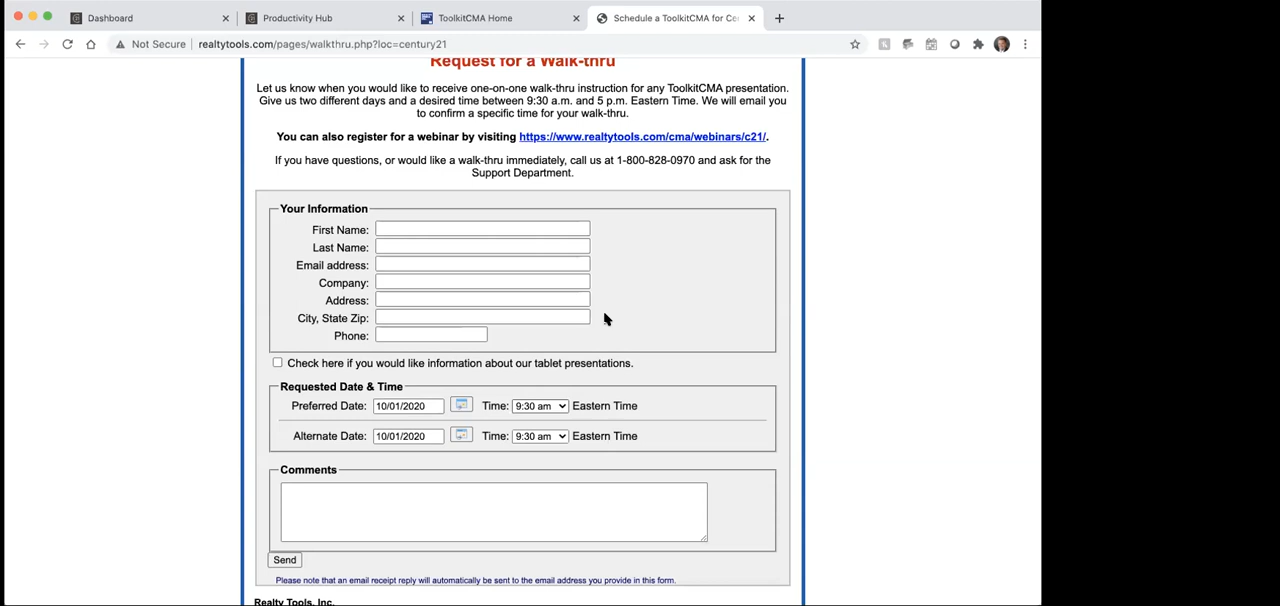 Dashboard
Productivity Hub
ToolkitCMA Home
Schedule a ToolkitCMA for Ce
Not Secure
realtytools.com/pages/walkthru.php?loc=century21
Request for a Walk-thru
Let us know when you would like to receive one-on-one walk-thru instruction for any ToolkitCMA presentation.
Give us two different days and a desired time between 9:30 a.m. and 5 p.m. Eastern Time. We will email you
to confirm a specific time for your walk-thru.
You can also register for a webinar by visiting https://www.realtytools.com/cma/webinars/c21/.
If you have questions, or would like a walk-thru immediately, call us at 1-800-828-0970 and ask for the
Support Department.
Your Information
First Name:
Last Name:
Email address:
Company:
Address:
City, State Zip:
Phone:
Check here if you would like information about our tablet presentations.
Requested Date & Time
Preferred Date: 10/01/2020 Time: 9:30 am Eastern Time
Alternate Date: 10/01/2020 Time: 9:30 am Eastern Time
Comments
Send
Please note that an email receipt reply will automatically be sent to the email address you provide in this form.
Realty Tools, Inc.